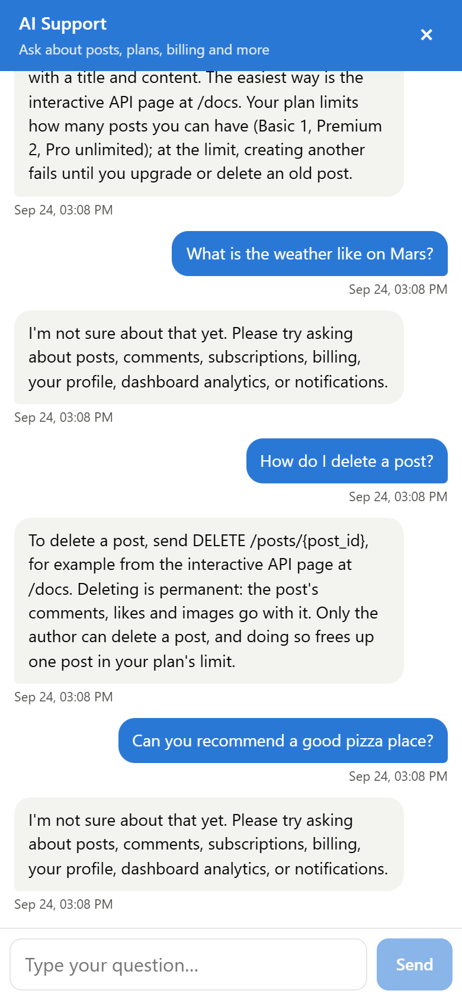 AI Support
Ask about posts, plans, billing and more
×
with a title and content. The easiest way is the
interactive API page at /docs. Your plan limits
how many posts you can have (Basic 1, Premium
2, Pro unlimited); at the limit, creating another
fails until you upgrade or delete an old post.
Sep 24, 03:08 PM
What is the weather like on Mars?
Sep 24, 03:08 PM
I'm not sure about that yet. Please try asking
about posts, comments, subscriptions, billing,
your profile, dashboard analytics, or notifications.
Sep 24, 03:08 PM
How do I delete a post?
Sep 24, 03:08 PM
To delete a post, send DELETE /posts/{post_id},
for example from the interactive API page at
/docs. Deleting is permanent: the post's
comments, likes and images go with it. Only the
author can delete a post, and doing so frees up
one post in your plan's limit.
Sep 24, 03:08 PM
Can you recommend a good pizza place?
Sep 24, 03:08 PM
I'm not sure about that yet. Please try asking
about posts, comments, subscriptions, billing,
your profile, dashboard analytics, or notifications.
Sep 24, 03:08 PM
Type your question...
Send